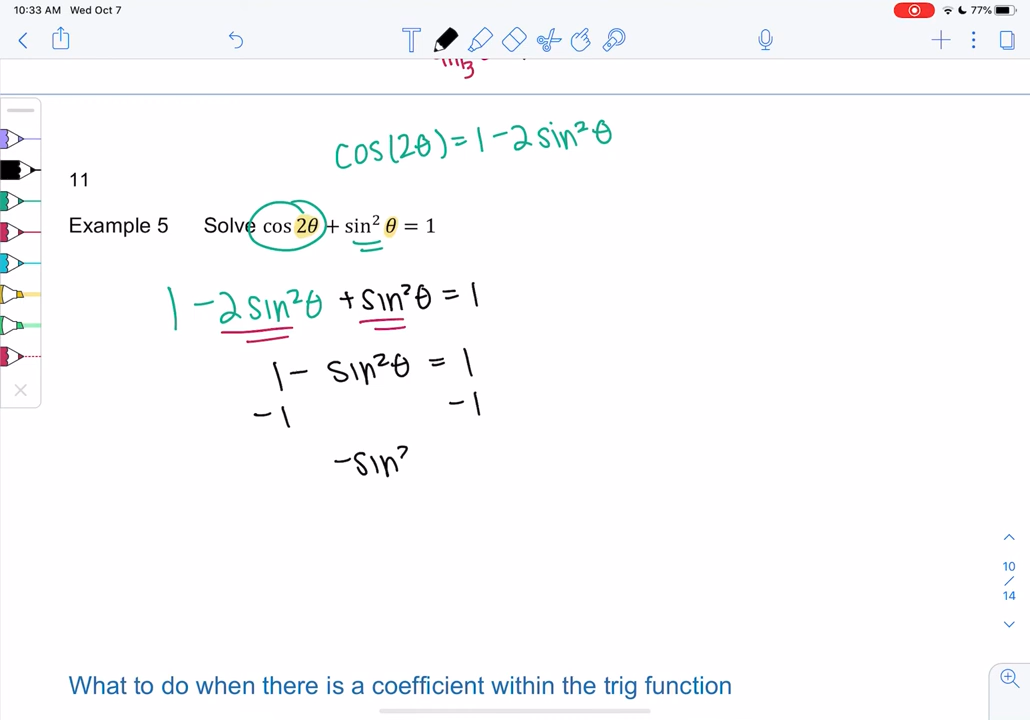 10:33 AM Wed Oct 7
77%
T
cos(2θ)=1-2sin²θ
11
Example 5 Solve cos 2θ + sin² θ = 1
1-2sin²θ +sin²θ=1
1- sin²θ = 1
-1 -1
-sin²
10
/
14
What to do when there is a coefficient within the trig function